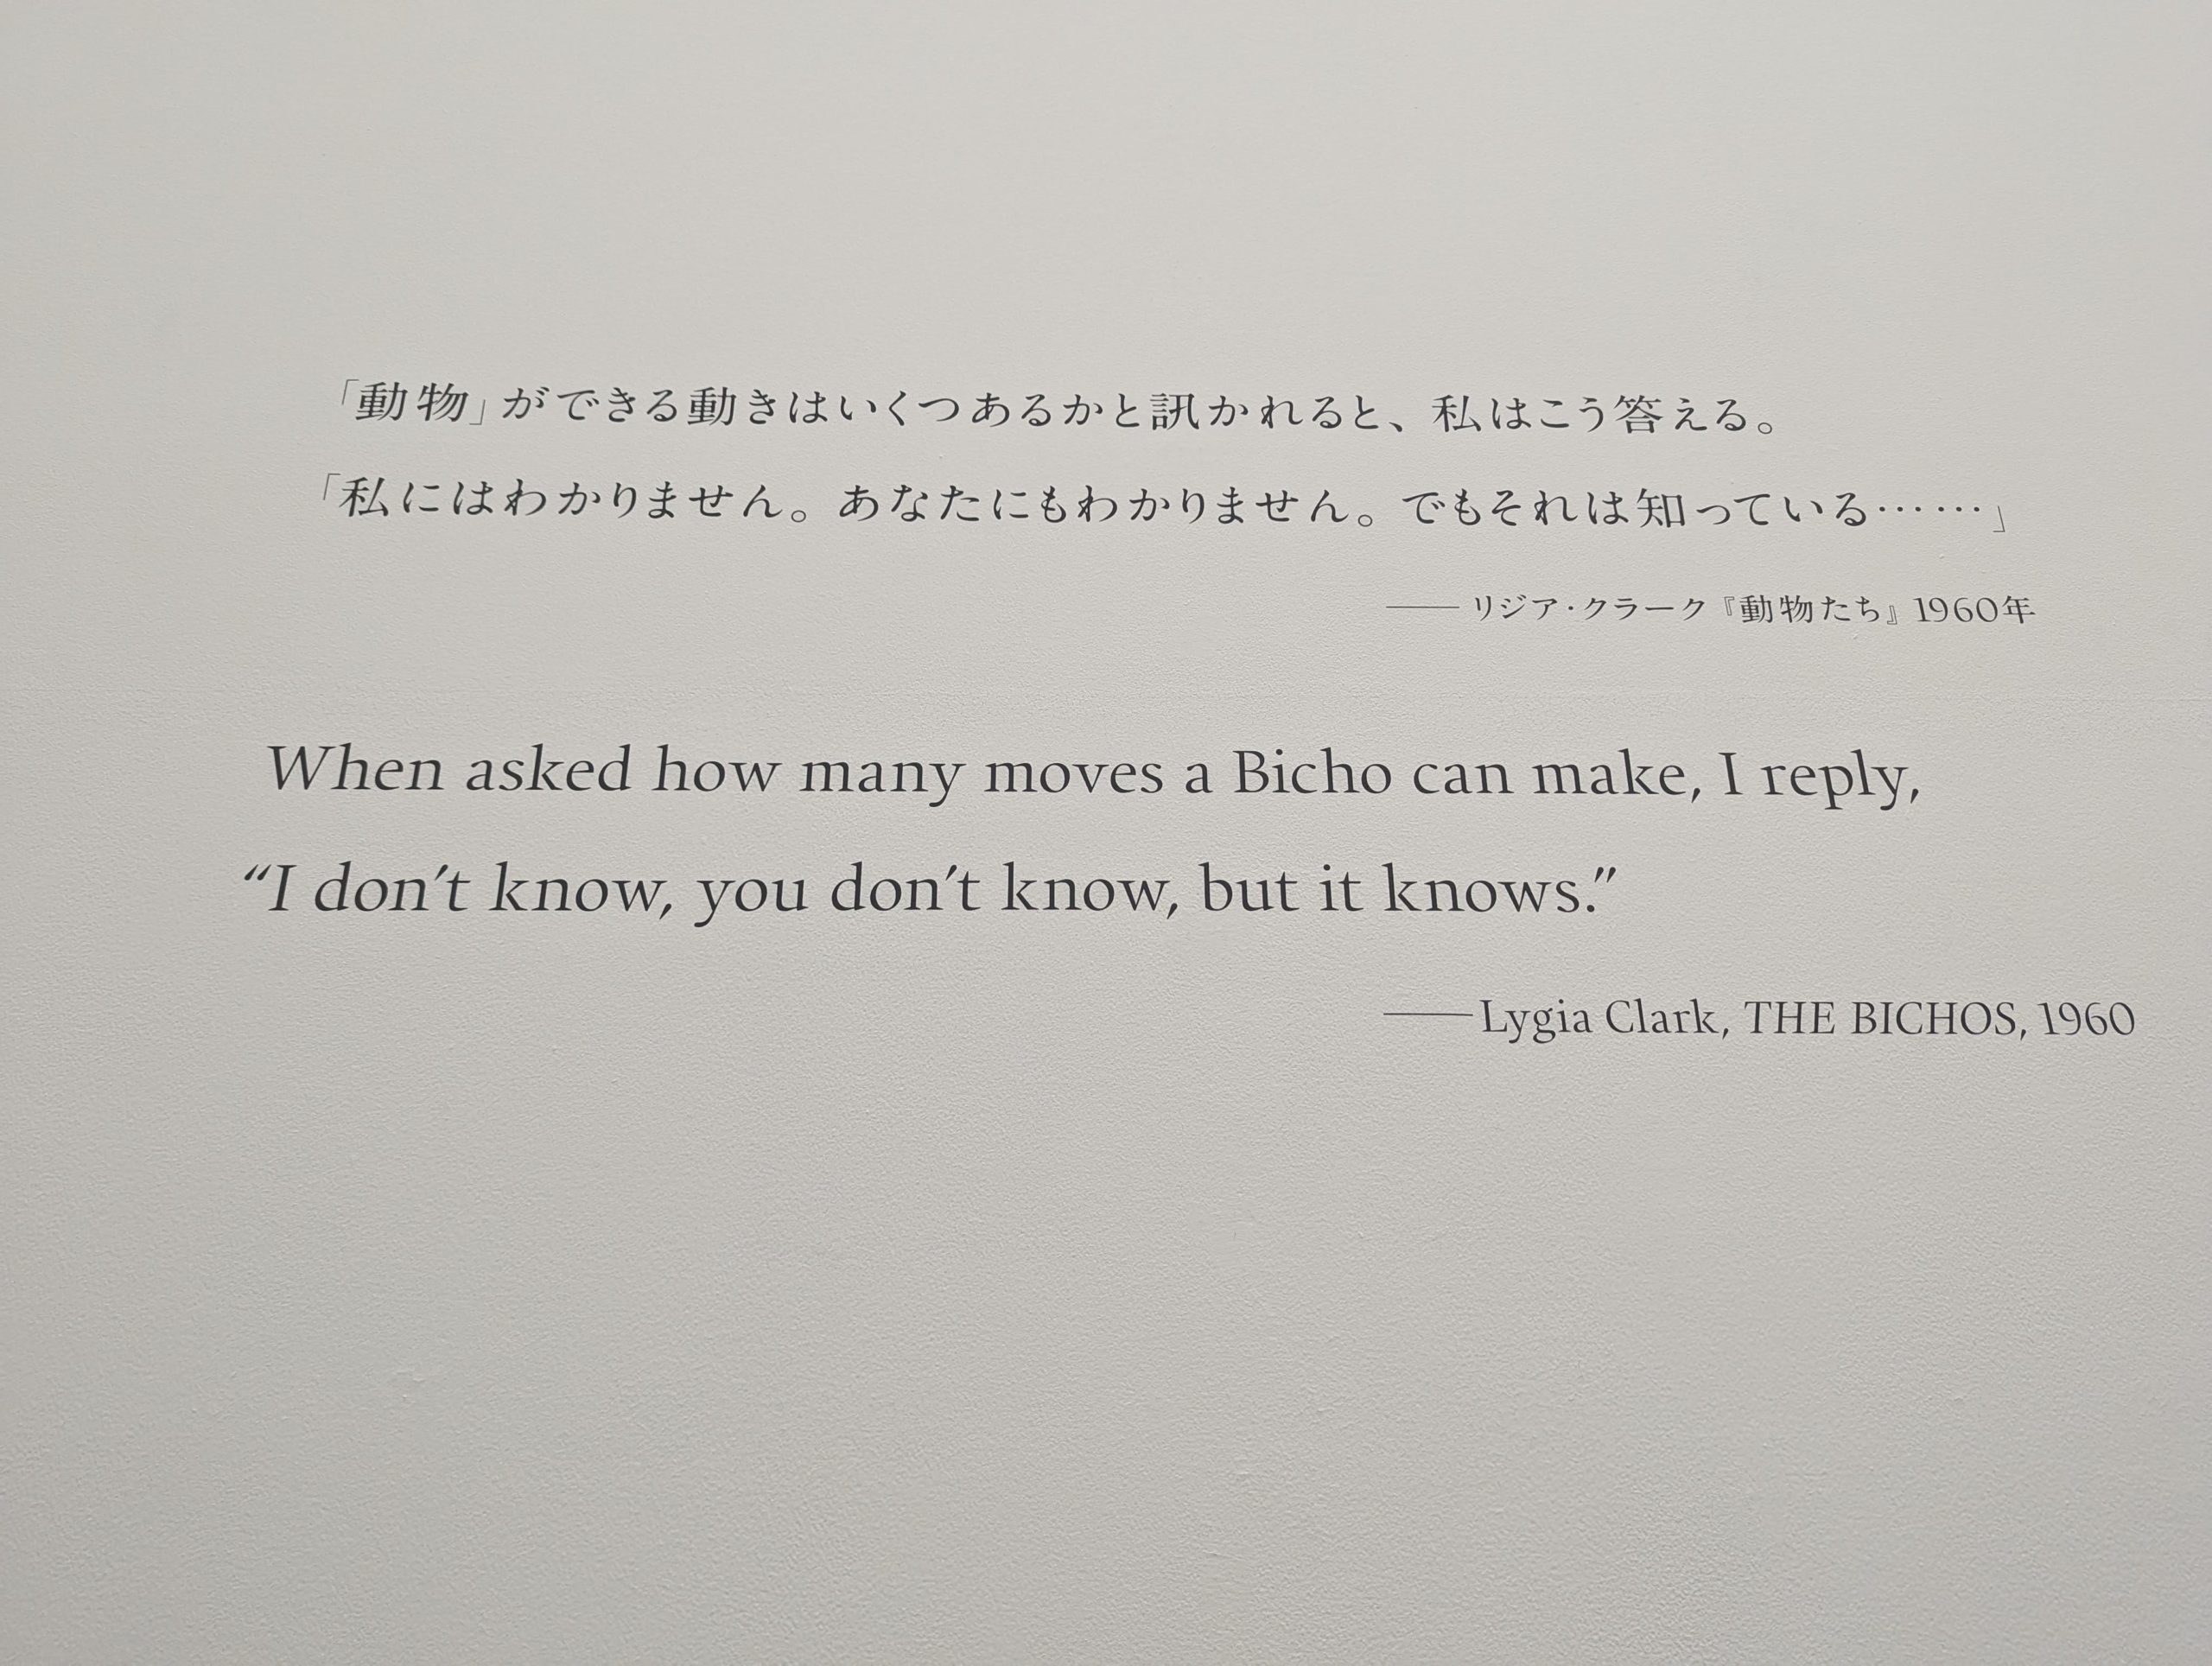 「動物」ができる動きはいくつあるかと訊かれると、私はこう答える。
「私にはわかりません。あなたにもわかりません。でもそれは知っている……」
── リジア・クラーク『動物たち』1960年
When asked how many moves a Bicho can make, I reply,
“I don’t know, you don’t know, but it knows.”
──Lygia Clark, THE BICHOS, 1960